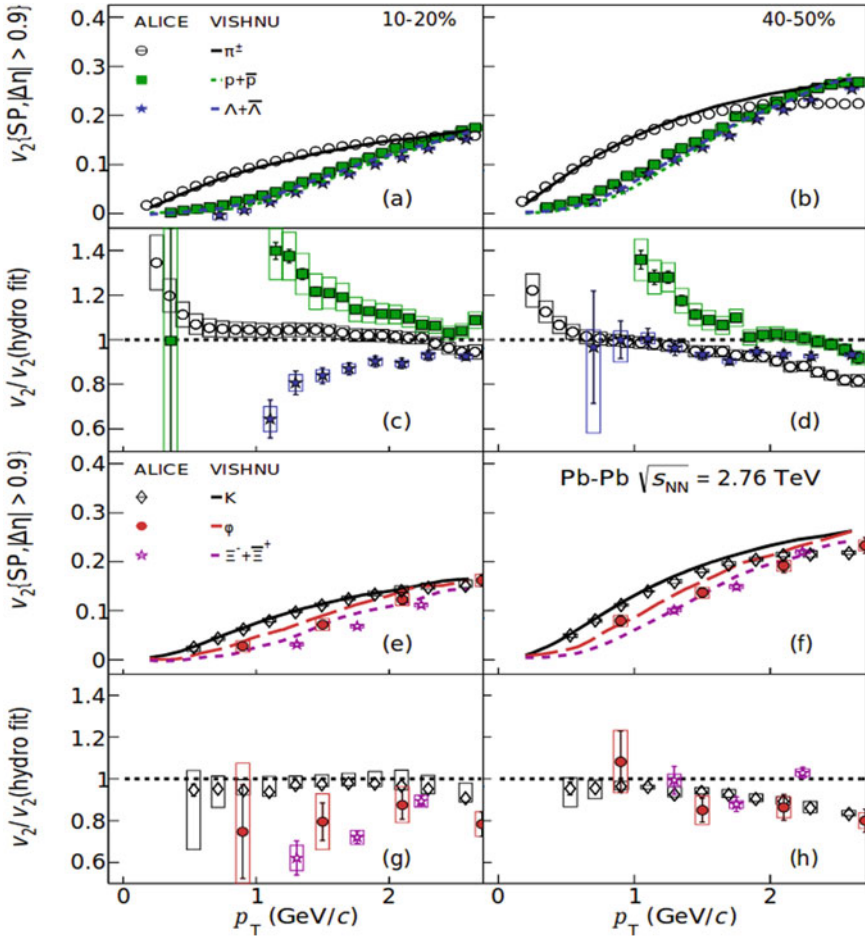 ALICE VISHNU 10-20% 40-50%
π±
p+p̅
Λ+Λ̅
v₂{SP,|Δη| > 0.9}
0.4
0.3
0.2
0.1
0
(a) (b)
v₂/v₂(hydro fit)
1.4
1.2
1
0.8
0.6
(c) (d)
ALICE VISHNU Pb-Pb √sNN = 2.76 TeV
K
φ
Ξ⁻+Ξ̅⁺
v₂{SP,|Δη| > 0.9}
0.4
0.3
0.2
0.1
0
(e) (f)
v₂/v₂(hydro fit)
1.4
1.2
1
0.8
0.6
(g) (h)
0 1 2 0 1 2
pT (GeV/c) pT (GeV/c)